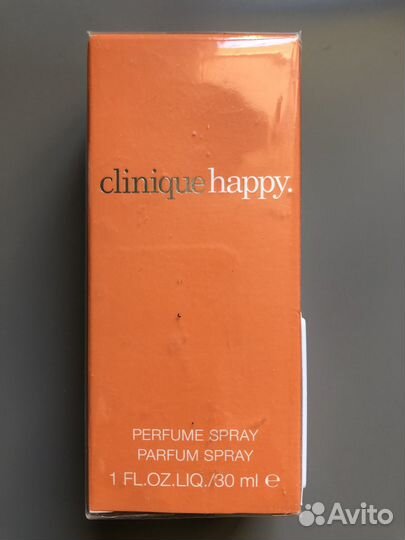 clinique happy.
PERFUME SPRAY
PARFUM SPRAY
1 FL.OZ.LIQ./30 ml ℮
Avito